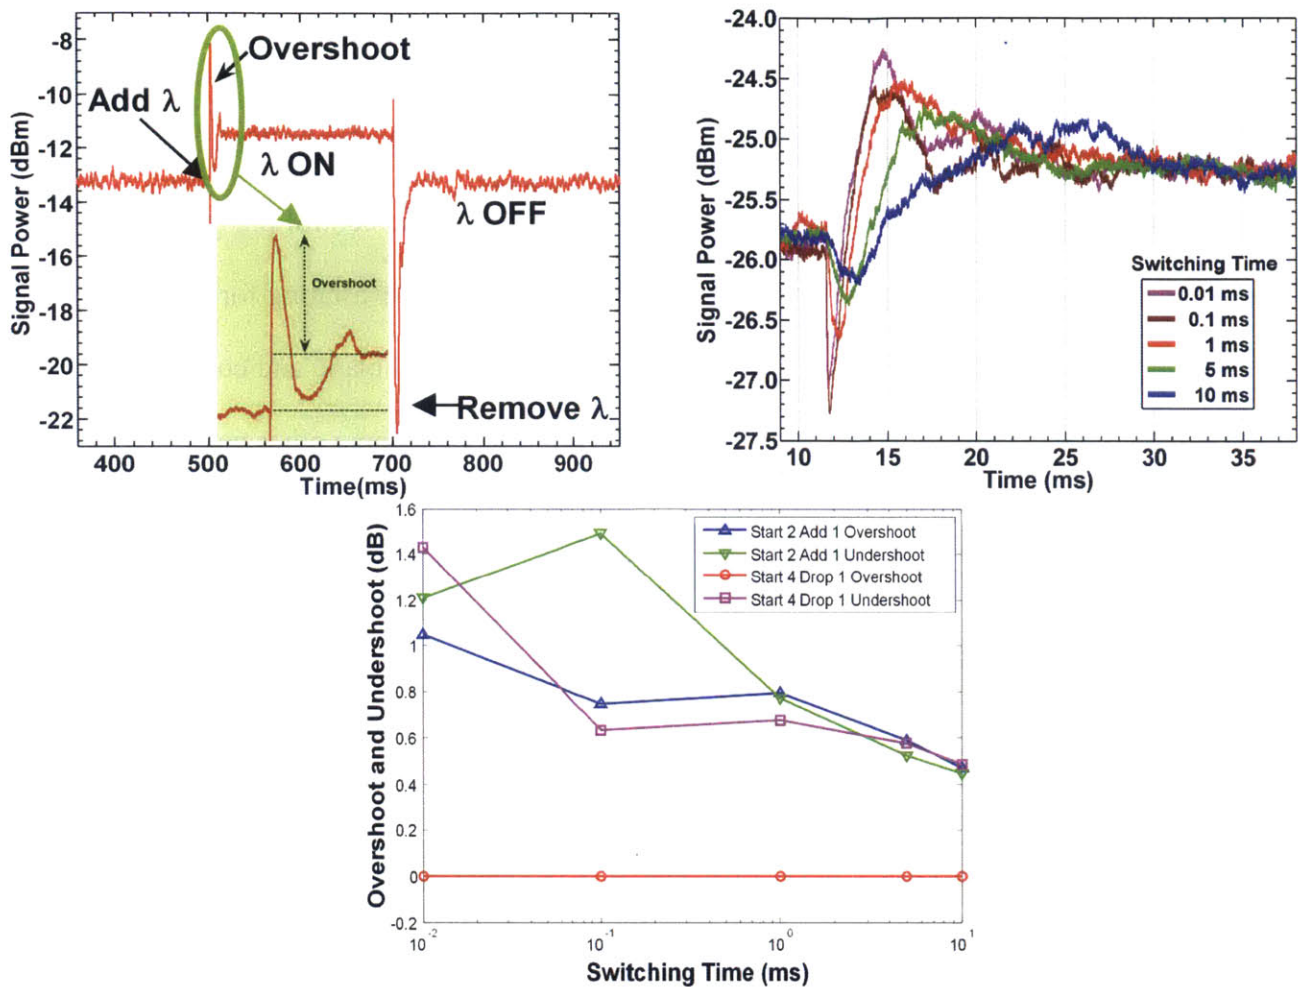 -8
-10
-12
-14
-16
-18
-20
-22
Signal Power (dBm)
Overshoot
Add λ
λ ON
λ OFF
Overshoot
Remove λ
400 500 600 700 800 900
Time(ms)
-24.0
-24.5
-25.0
-25.5
-26.0
-26.5
-27.0
-27.5
Signal Power (dBm)
Switching Time
0.01 ms
0.1 ms
1 ms
5 ms
10 ms
10 15 20 25 30 35
Time (ms)
1.6
1.4
1.2
1
0.8
0.6
0.4
0.2
0
-0.2
Overshoot and Undershoot (dB)
Start 2 Add 1 Overshoot
Start 2 Add 1 Undershoot
Start 4 Drop 1 Overshoot
Start 4 Drop 1 Undershoot
10^-2 10^-1 10^0 10^1
Switching Time (ms)